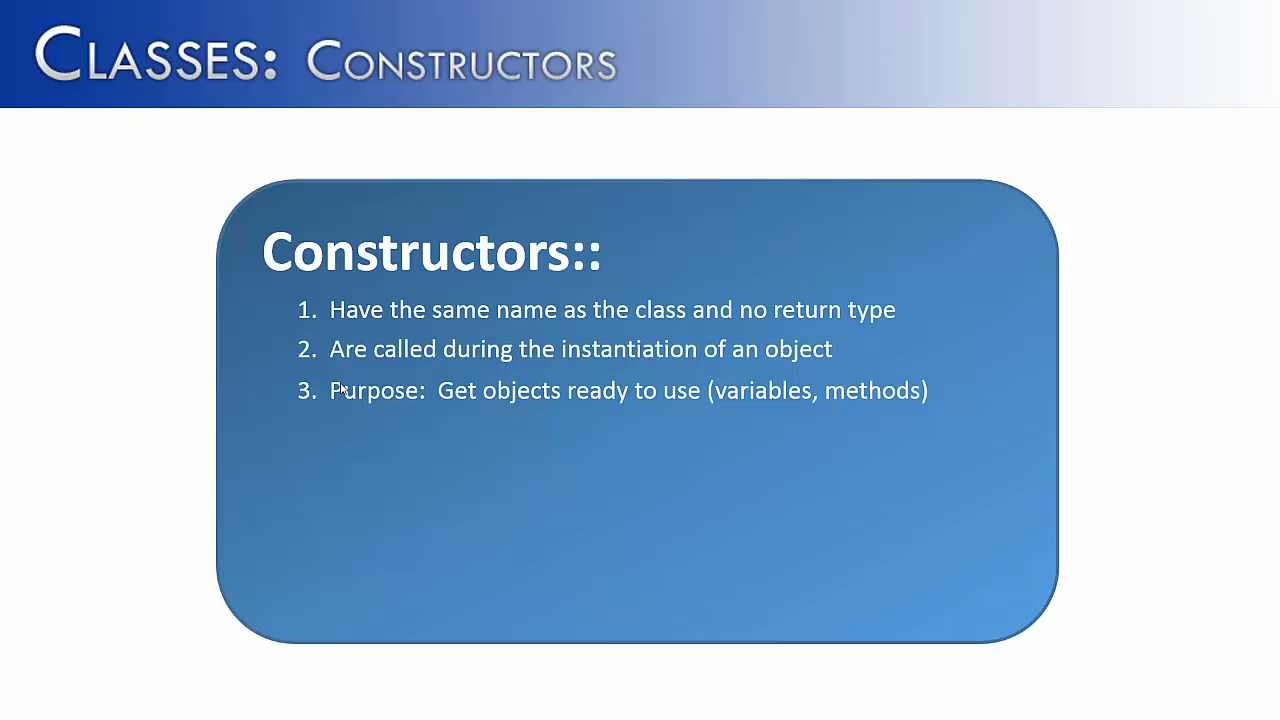 CLASSES: CONSTRUCTORS
Constructors::
1. Have the same name as the class and no return type
2. Are called during the instantiation of an object
3. Purpose: Get objects ready to use (variables, methods)